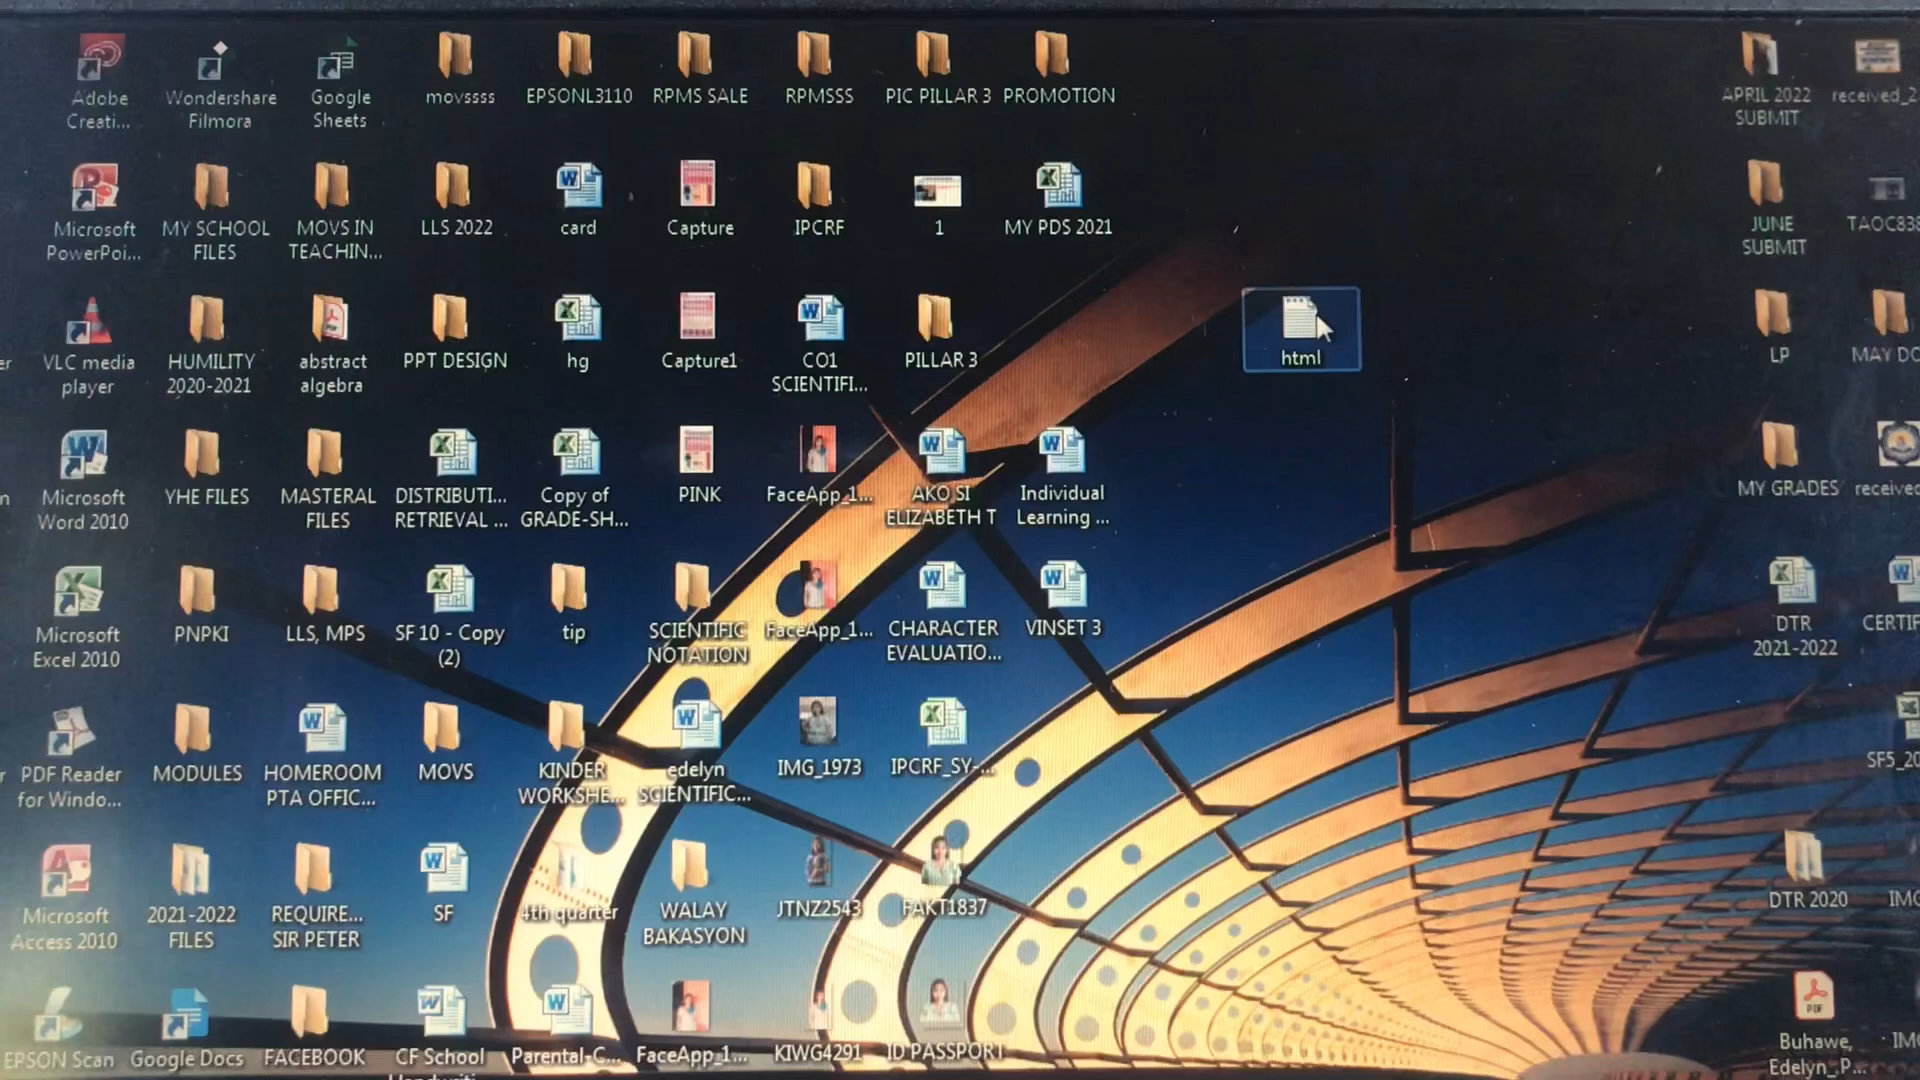 Adobe
Creati...
Wondershare
Filmora
Google
Sheets
movssss
EPSONL3110
RPMS SALE
RPMSSS
PIC PILLAR 3
PROMOTION
APRIL 2022
SUBMIT
received_2
Microsoft
PowerPoi...
MY SCHOOL
FILES
MOVS IN
TEACHIN...
LLS 2022
card
Capture
IPCRF
1
MY PDS 2021
JUNE
SUBMIT
TAOC838
er
VLC media
player
HUMILITY
2020-2021
abstract
algebra
PPT DESIGN
hg
Capture1
CO1
SCIENTIFI...
PILLAR 3
html
LP
MAY DO
n
Microsoft
Word 2010
YHE FILES
MASTERAL
FILES
DISTRIBUTI...
RETRIEVAL ...
Copy of
GRADE-SH...
PINK
FaceApp_1...
AKO SI
ELIZABETH T
Individual
Learning ...
MY GRADES
received
Microsoft
Excel 2010
PNPKI
LLS, MPS
SF 10 - Copy
(2)
tip
SCIENTIFIC
NOTATION
FaceApp_1...
CHARACTER
EVALUATIO...
VINSET 3
DTR
2021-2022
CERTIF
r
PDF Reader
for Windo...
MODULES
HOMEROOM
PTA OFFIC...
MOVS
KINDER
WORKSHE...
edelyn
SCIENTIFIC...
IMG_1973
IPCRF_SY-...
SF5_20
Microsoft
Access 2010
2021-2022
FILES
REQUIRE...
SIR PETER
SF
4th quarter
WALAY
BAKASYON
JTNZ2543
FAKT1837
DTR 2020
IMG
EPSON Scan
Google Docs
FACEBOOK
CF School
Handwriti...
Parental-C...
FaceApp_1...
KIWG4291
ID PASSPORT
PDF
Buhawe,
Edelyn_P...